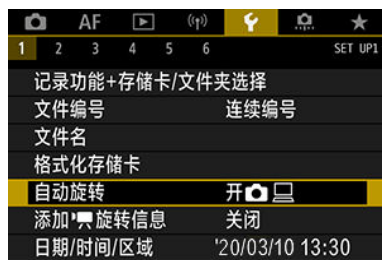 AF
1 2 3 4 5 6 SET UP1
记录功能+存储卡/文件夹选择
文件编号 连续编号
文件名
格式化存储卡
自动旋转 开
添加旋转信息 关闭
日期/时间/区域 '20/03/10 13:30